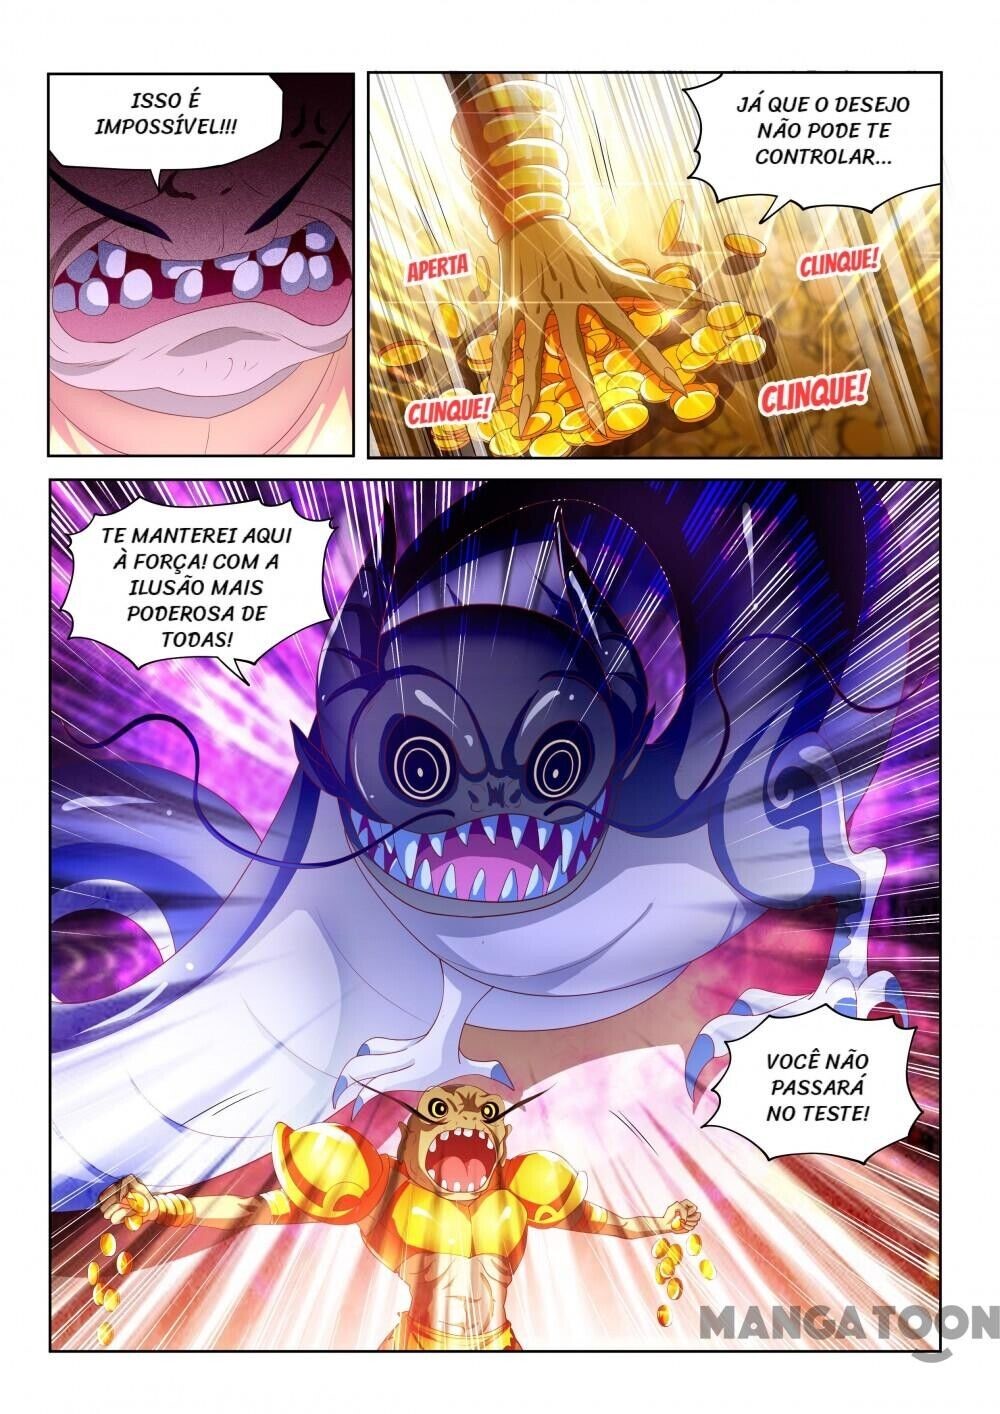 ISSO É
IMPOSSÍVEL!!!
JÁ QUE O DESEJO
NÃO PODE TE
CONTROLAR...
APERTA
CLINQUE!
CLINQUE!
CLINQUE!
TE MANTEREI AQUI
À FORÇA! COM A
ILUSÃO MAIS
PODEROSA DE
TODAS!
VOCÊ NÃO
PASSARÁ
NO TESTE!
MANGATOON